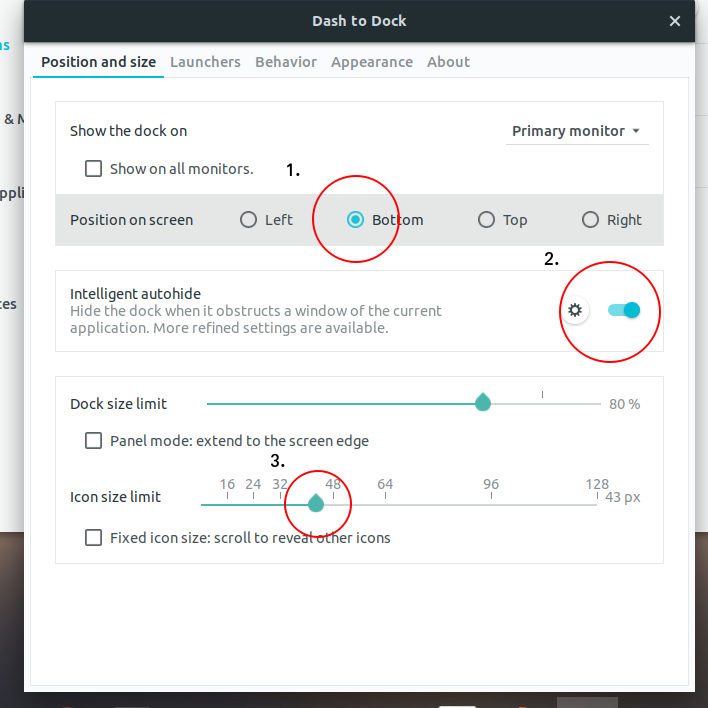 Dash to Dock
Position and size Launchers Behavior Appearance About
ns
& M
ppli
ces
Show the dock on Primary monitor
Show on all monitors. 1.
Position on screen Left Bottom Top Right
2.
Intelligent autohide
Hide the dock when it obstructs a window of the current
application. More refined settings are available.
Dock size limit 80 %
Panel mode: extend to the screen edge
3.
16 24 32 48 64 96 128
Icon size limit 43 px
Fixed icon size: scroll to reveal other icons